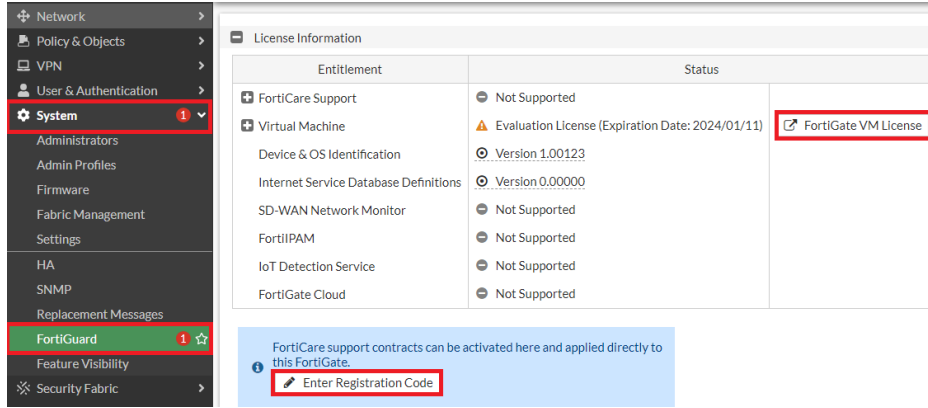 Network
Policy & Objects
VPN
User & Authentication
System 1
Administrators
Admin Profiles
Firmware
Fabric Management
Settings
HA
SNMP
Replacement Messages
FortiGuard 1
Feature Visibility
Security Fabric
License Information
Entitlement Status
FortiCare Support Not Supported
Virtual Machine Evaluation License (Expiration Date: 2024/01/11) FortiGate VM License
Device & OS Identification Version 1.00123
Internet Service Database Definitions Version 0.00000
SD-WAN Network Monitor Not Supported
FortiIPAM Not Supported
IoT Detection Service Not Supported
FortiGate Cloud Not Supported
FortiCare support contracts can be activated here and applied directly to
this FortiGate.
Enter Registration Code